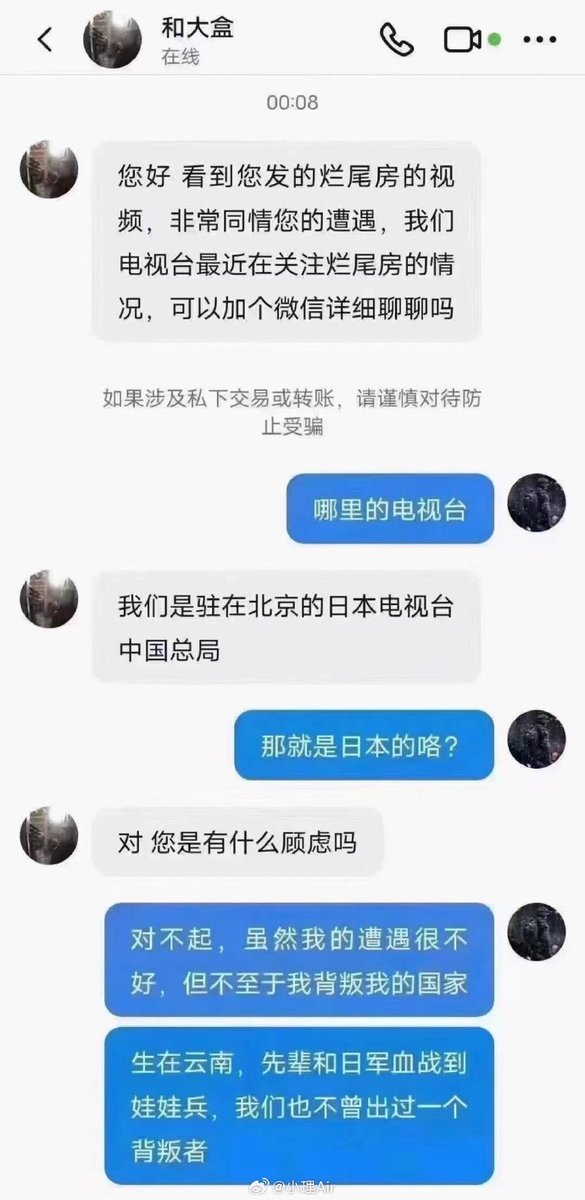 和大盒
在线
00:08
您好 看到您发的烂尾房的视
频，非常同情您的遭遇，我们
电视台最近在关注烂尾房的情
况，可以加个微信详细聊聊吗
如果涉及私下交易或转账，请谨慎对待防
止受骗
哪里的电视台
我们是驻在北京的日本电视台
中国总局
那就是日本的咯？
对 您是有什么顾虑吗
对不起，虽然我的遭遇很不
好，但不至于我背叛我的国家
生在云南，先辈和日军血战到
娃娃兵，我们也不曾出过一个
背叛者
@小理Air